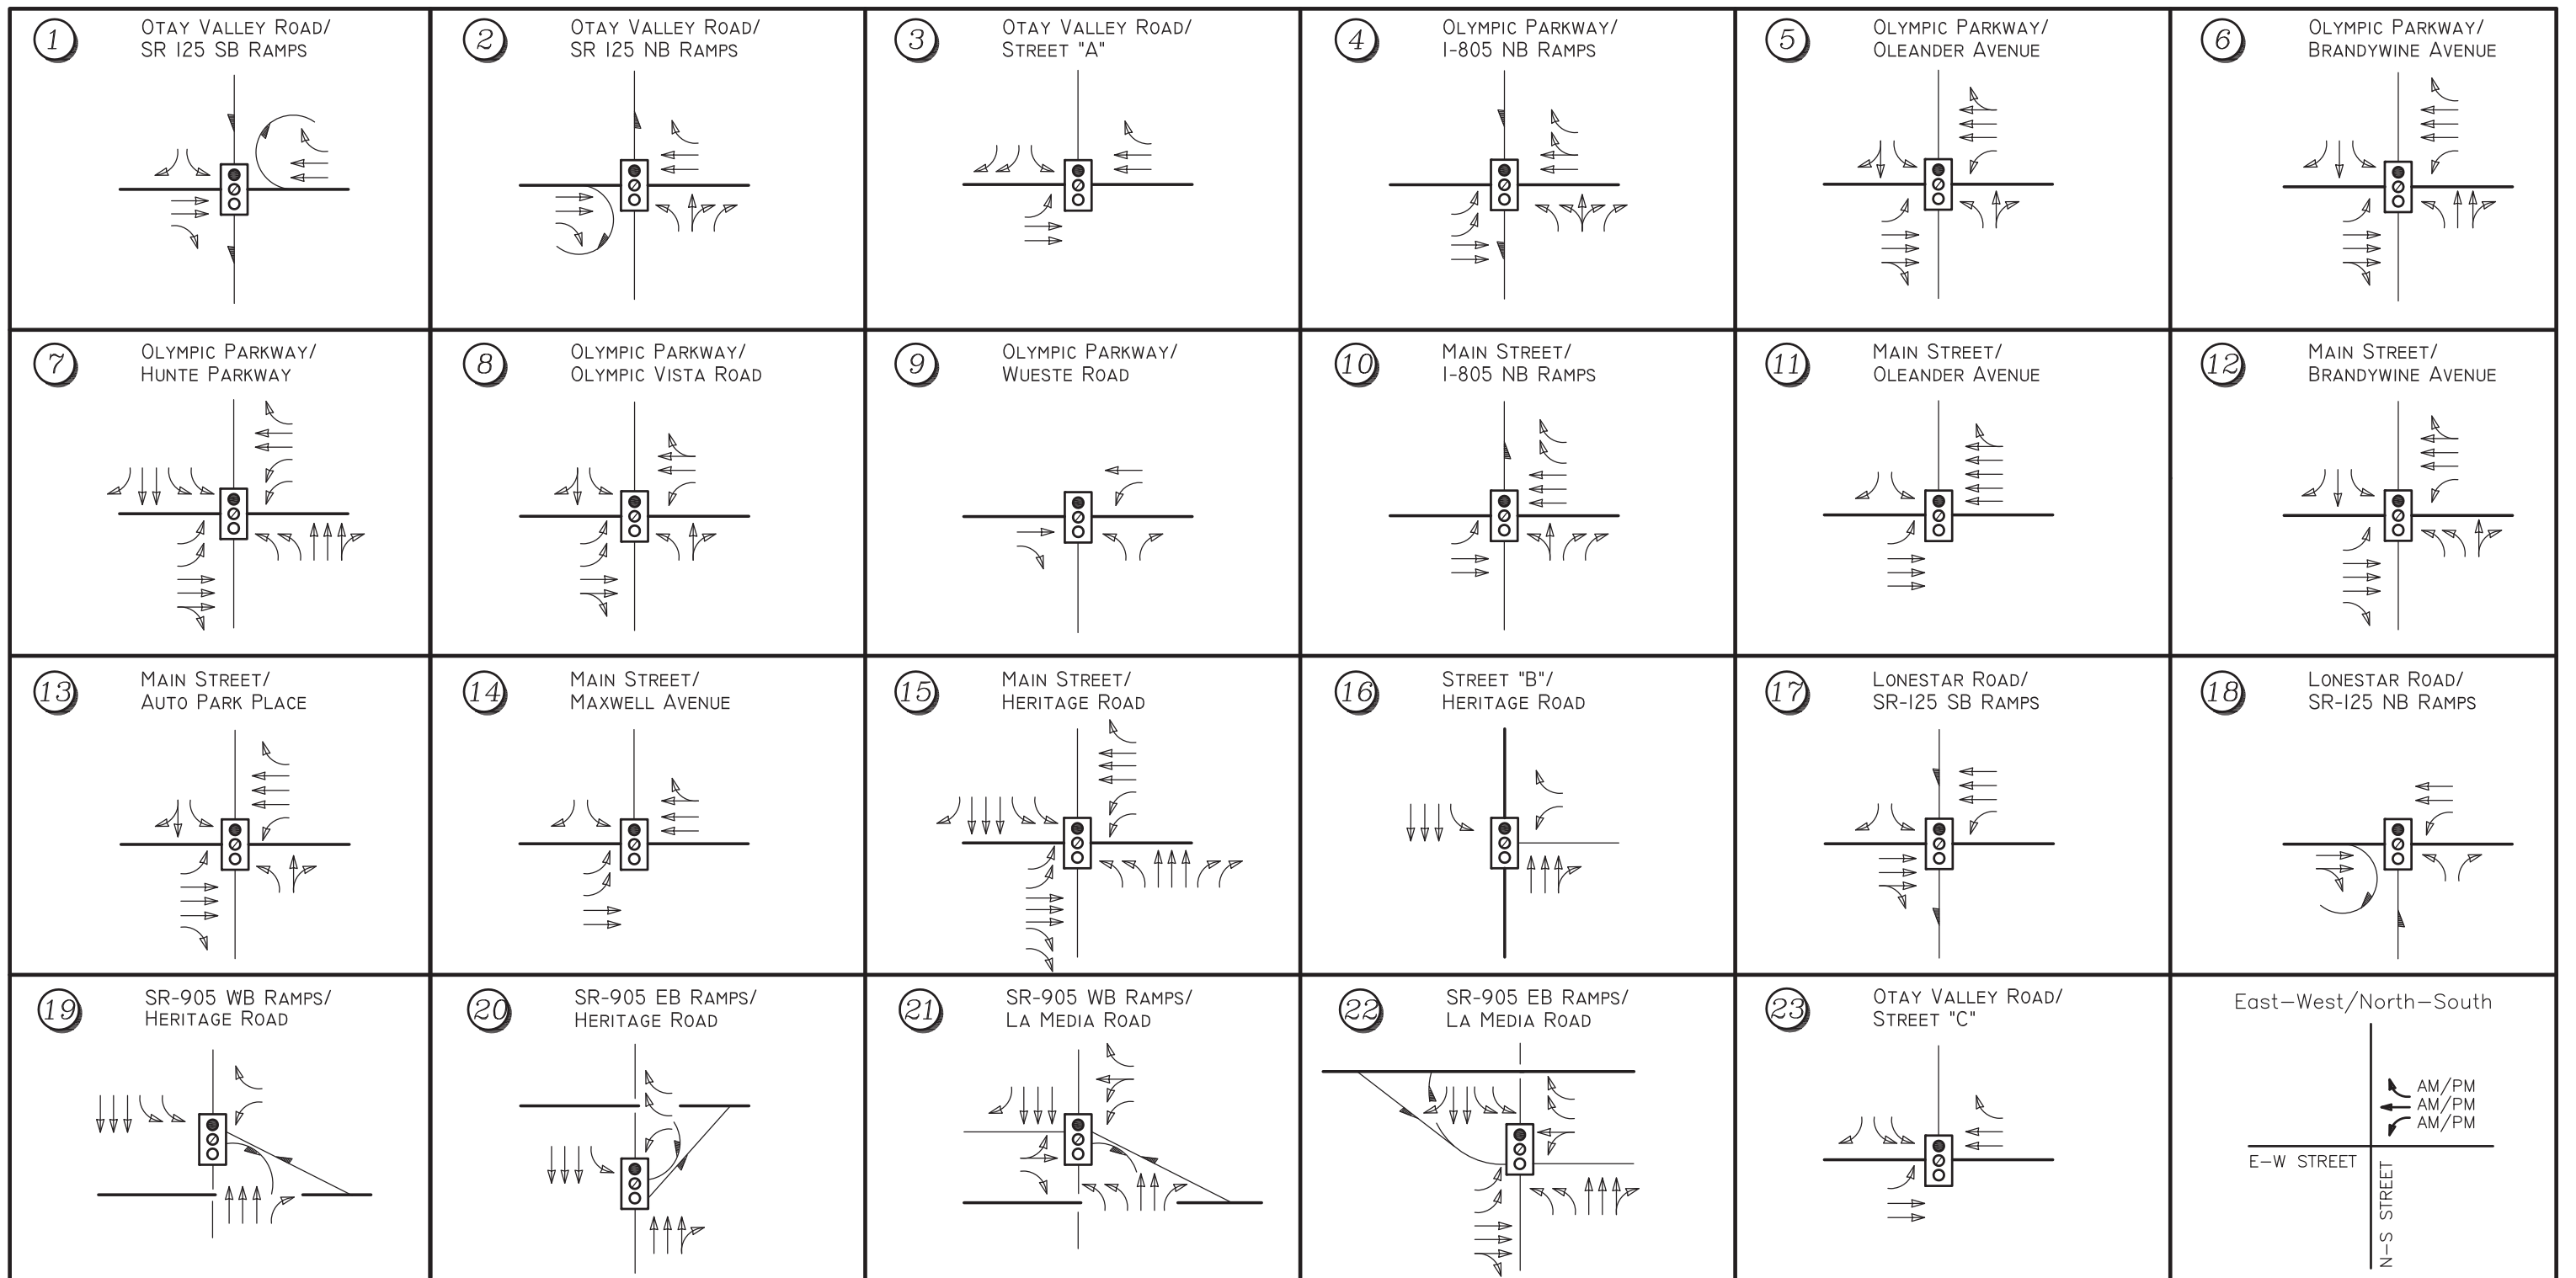 1
OTAY VALLEY ROAD/
SR 125 SB RAMPS
2
OTAY VALLEY ROAD/
SR 125 NB RAMPS
3
OTAY VALLEY ROAD/
STREET "A"
4
OLYMPIC PARKWAY/
I-805 NB RAMPS
5
OLYMPIC PARKWAY/
OLEANDER AVENUE
6
OLYMPIC PARKWAY/
BRANDYWINE AVENUE
7
OLYMPIC PARKWAY/
HUNTE PARKWAY
8
OLYMPIC PARKWAY/
OLYMPIC VISTA ROAD
9
OLYMPIC PARKWAY/
WUESTE ROAD
10
MAIN STREET/
I-805 NB RAMPS
11
MAIN STREET/
OLEANDER AVENUE
12
MAIN STREET/
BRANDYWINE AVENUE
13
MAIN STREET/
AUTO PARK PLACE
14
MAIN STREET/
MAXWELL AVENUE
15
MAIN STREET/
HERITAGE ROAD
16
STREET "B"/
HERITAGE ROAD
17
LONESTAR ROAD/
SR-125 SB RAMPS
18
LONESTAR ROAD/
SR-125 NB RAMPS
19
SR-905 WB RAMPS/
HERITAGE ROAD
20
SR-905 EB RAMPS/
HERITAGE ROAD
21
SR-905 WB RAMPS/
LA MEDIA ROAD
22
SR-905 EB RAMPS/
LA MEDIA ROAD
23
OTAY VALLEY ROAD/
STREET "C"
East-West/North-South
AM/PM
AM/PM
AM/PM
E-W STREET
N-S STREET